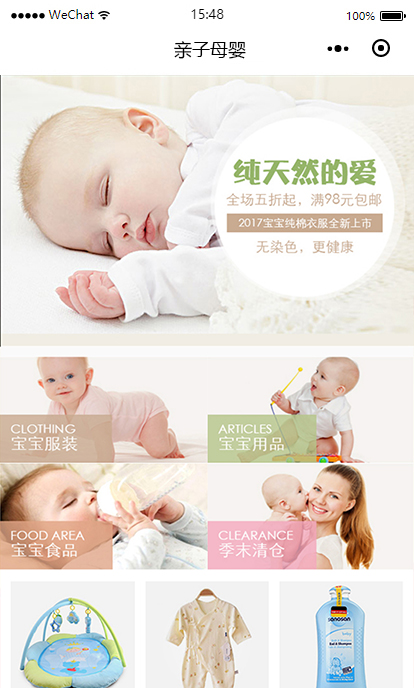 WeChat 15:48 100%
亲子母婴
纯天然的爱
全场五折起，满98元包邮
2017宝宝纯棉衣服全新上市
无染色，更健康
CLOTHING
宝宝服装
ARTICLES
宝宝用品
FOOD AREA
宝宝食品
CLEARANCE
季末清仓
sanosan